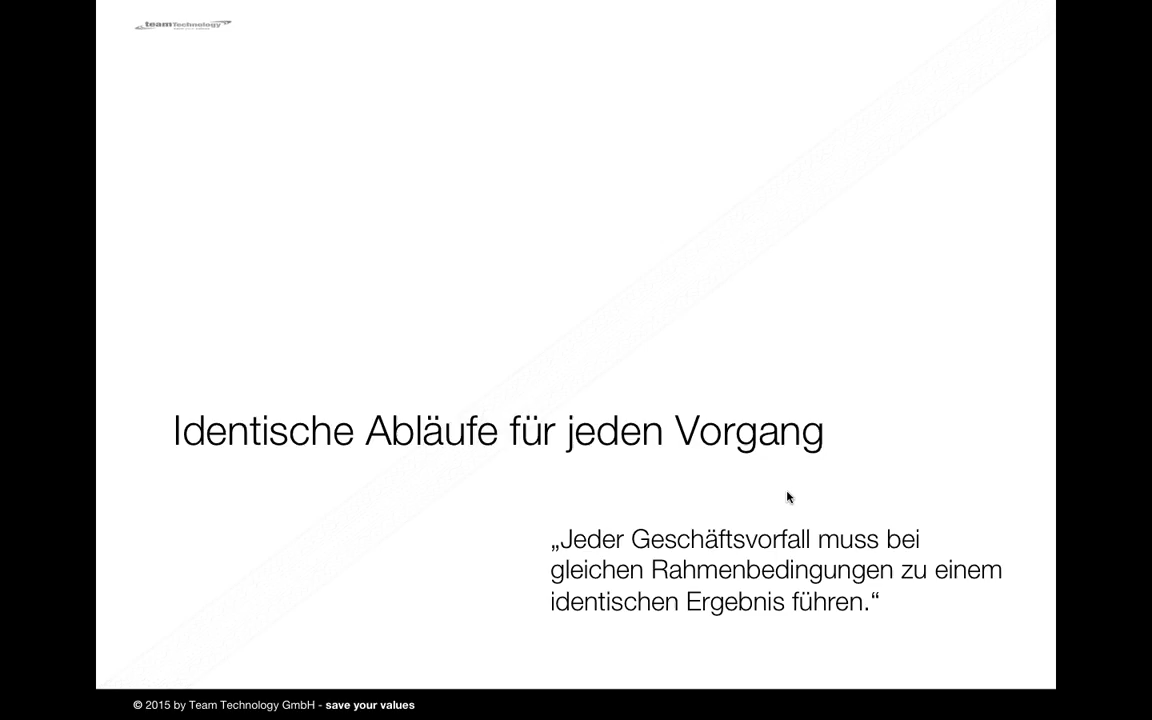 teamTechnology
Identische Abläufe für jeden Vorgang
„Jeder Geschäftsvorfall muss bei
gleichen Rahmenbedingungen zu einem
identischen Ergebnis führen.“
© 2015 by Team Technology GmbH - save your values